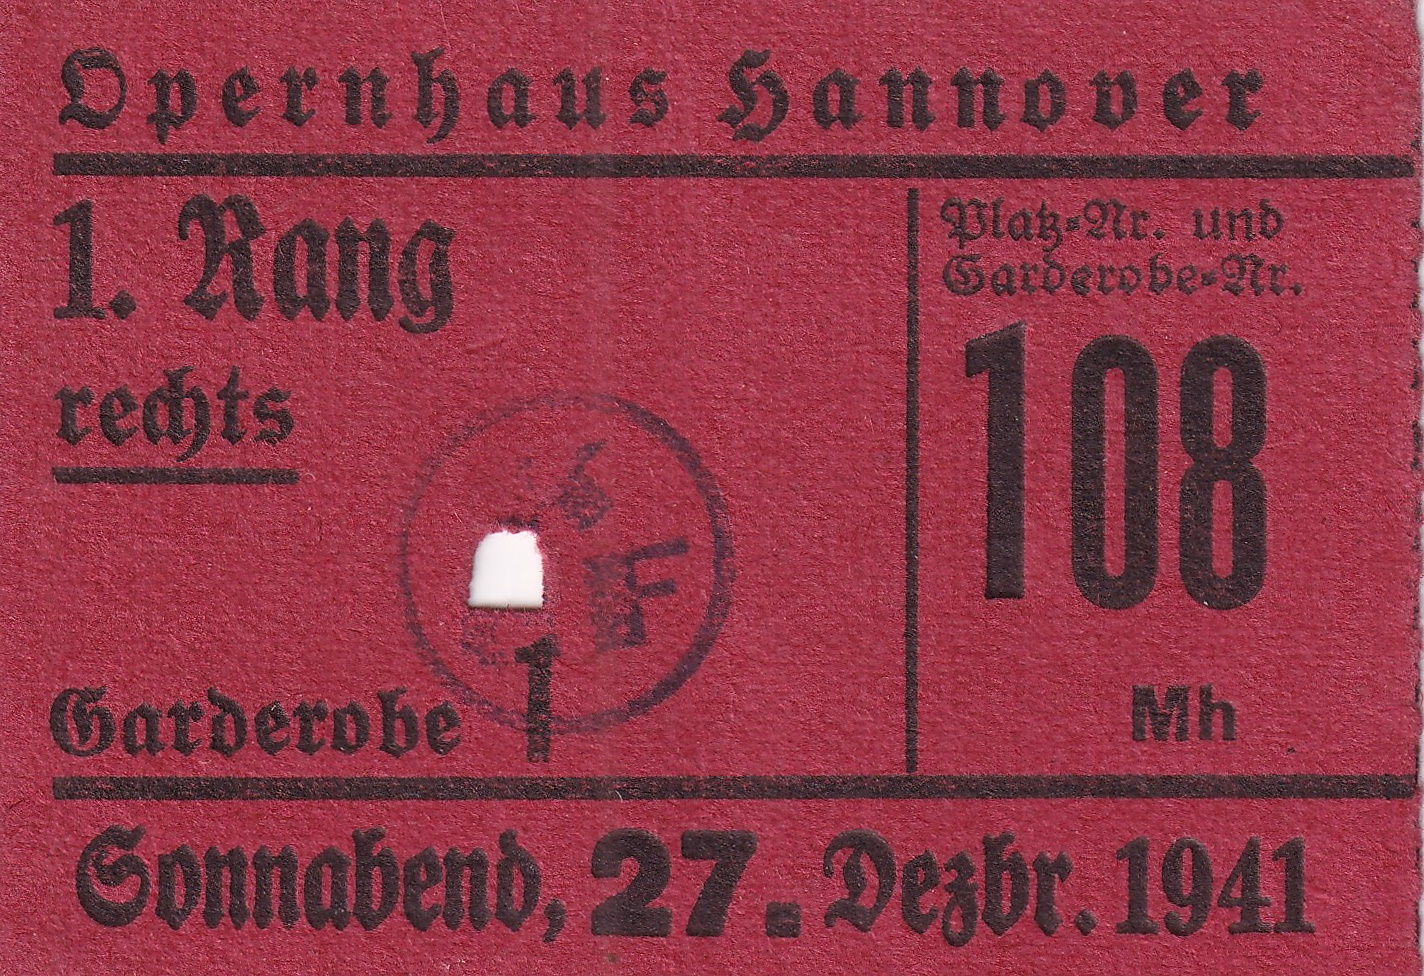 Opernhaus Hannover
1. Rang
rechts
Platz-Nr. und
Garderobe-Nr.
108
F
Garderobe 1
Mh
Sonnabend, 27. Dezbr. 1941